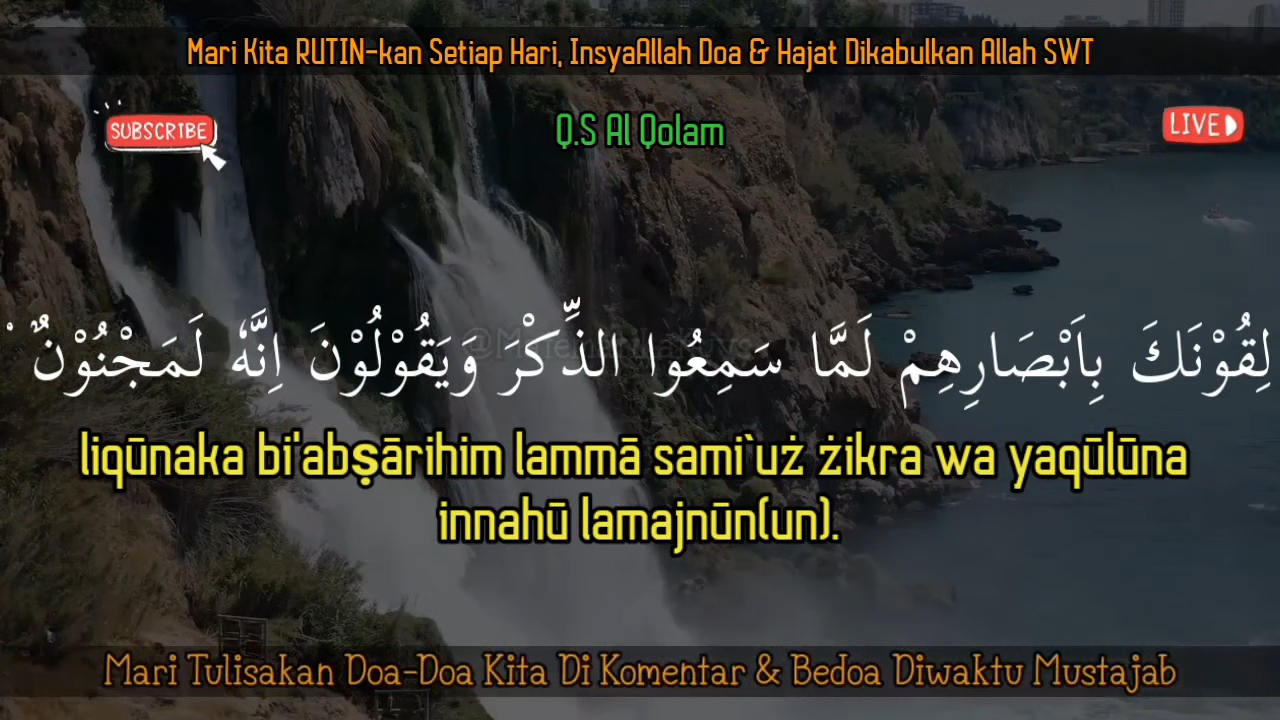 Mari Kita RUTIN-kan Setiap Hari, InsyaAllah Doa & Hajat Dikabulkan Allah SWT
SUBSCRIBE
Q.S Al Qolam
LIVE
لِقُوْنَكَ بِاَبْصَارِهِمْ لَمَّا سَمِعُوا الذِّكْرَ وَيَقُوْلُوْنَ اِنَّهٗ لَمَجْنُوْنٌ ۘ
liqūnaka bi'abṣārihim lammā sami`uż żikra wa yaqūlūna
innahū lamajnūn(un).
Mari Tulisakan Doa-Doa Kita Di Komentar & Bedoa Diwaktu Mustajab